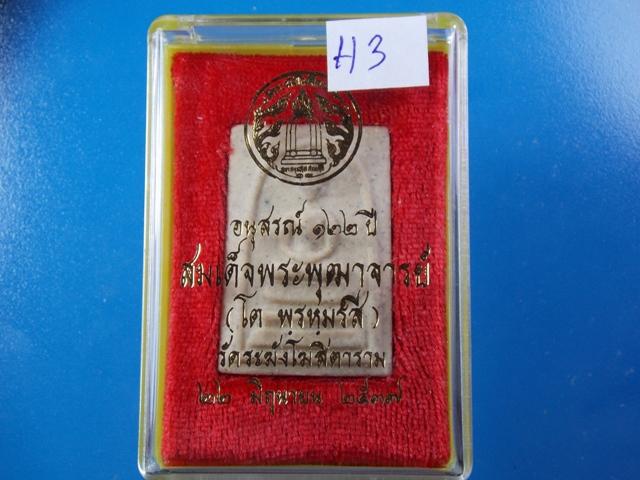 H3
อนุสรณ์ ๑๒๒ ปี
สมเด็จพระพุฒาจารย์
(โต พรหมรํสี)
วัดระฆังโฆสิตาราม
๒๒ มิถุนายน ๒๕๓๗